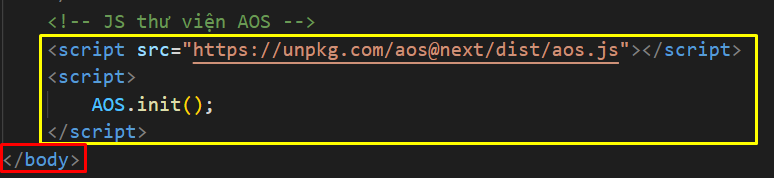 <!-- JS thư viện AOS -->
<script src="https://unpkg.com/aos@next/dist/aos.js"></script>
<script>
AOS.init();
</script>
</body>